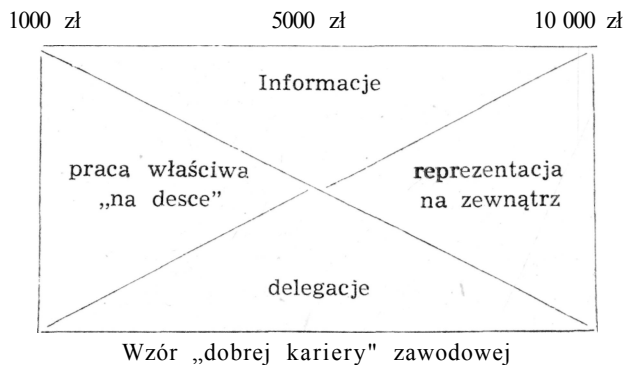 1000 zł 5000 zł 10 000 zł
Informacje
praca właściwa
„na desce”
reprezentacja
na zewnątrz
delegacje
Wzór „dobrej kariery" zawodowej